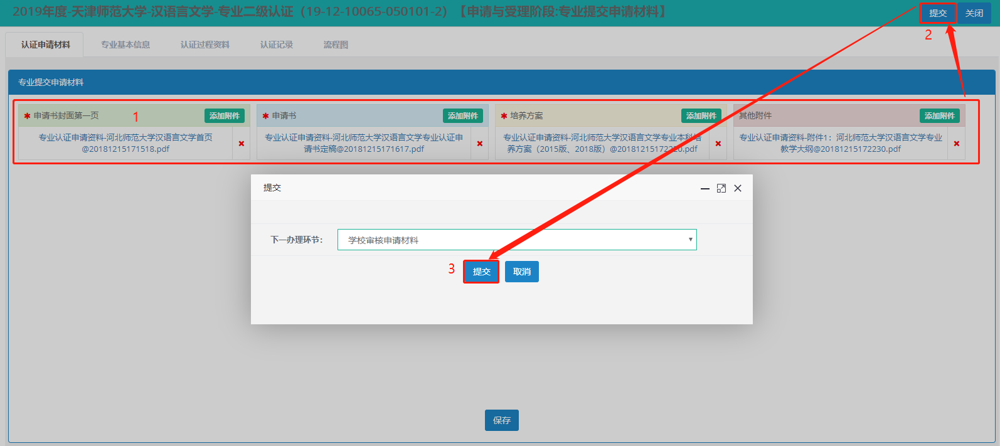 2019年度-天津师范大学-汉语言文学-专业二级认证（19-12-10065-050101-2）【申请与受理阶段:专业提交申请材料】
提交 关闭
2
认证申请材料 专业基本信息 认证过程资料 认证记录 流程图
专业提交申请材料
✱ 申请书封面第一页 1 添加附件
专业认证申请资料-河北师范大学汉语言文学首页
@20181215171518.pdf
✱ 申请书 添加附件
专业认证申请资料-河北师范大学汉语言文学专业认证申
请书定稿@20181215171617.pdf
✱ 培养方案 添加附件
专业认证申请资料-河北师范大学汉语言文学专业本科培
养方案（2015版、2018版）@20181215172220.pdf
其他附件 添加附件
专业认证申请资料-附件1：河北师范大学汉语言文学专业
教学大纲@20181215172230.pdf
提交
下一办理环节： 学校审核申请材料
3 提交 取消
保存